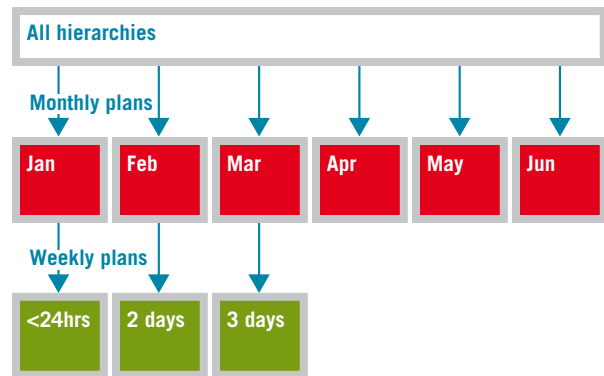 All hierarchies
Monthly plans
Jan
Feb
Mar
Apr
May
Jun
Weekly plans
<24hrs
2 days
3 days